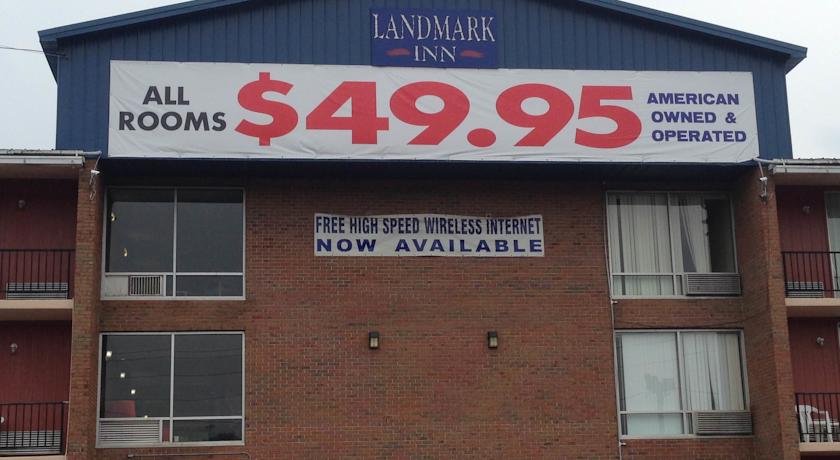 LANDMARK
INN
ALL
ROOMS
$49.95
AMERICAN
OWNED &
OPERATED
FREE HIGH SPEED WIRELESS INTERNET
NOW AVAILABLE